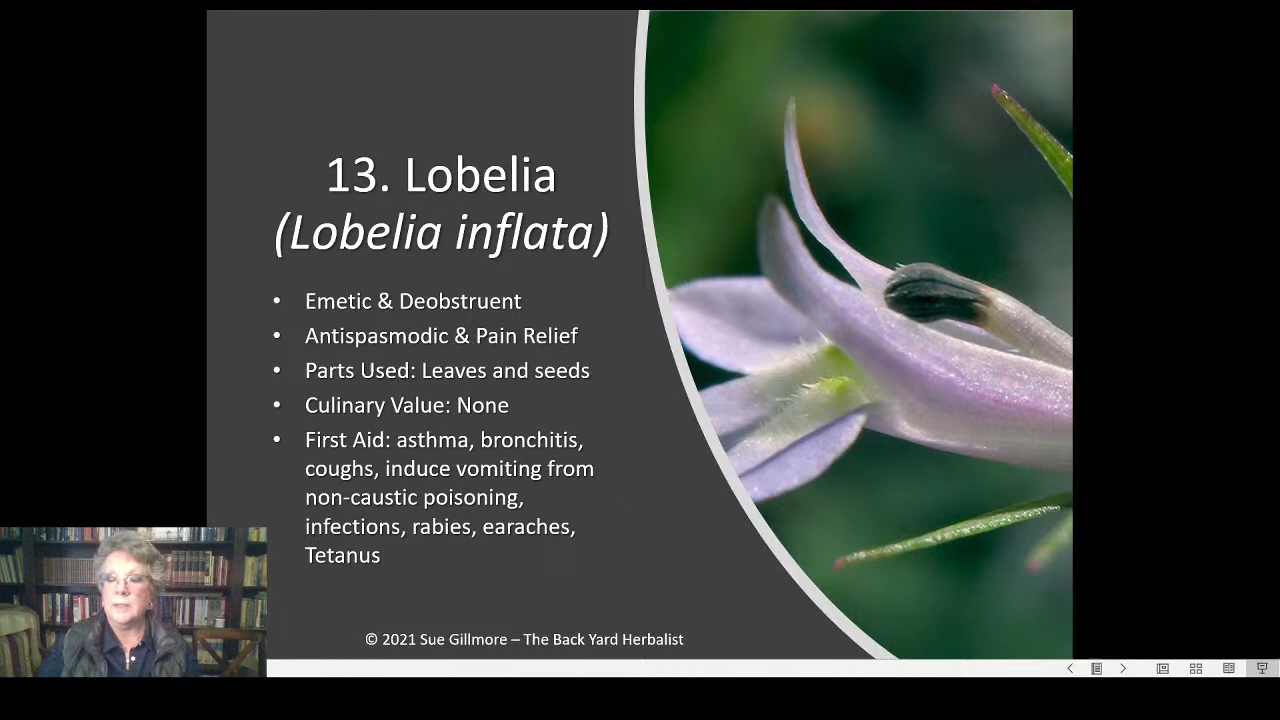 13. Lobelia
(Lobelia inflata)
• Emetic & Deobstruent
• Antispasmodic & Pain Relief
• Parts Used: Leaves and seeds
• Culinary Value: None
• First Aid: asthma, bronchitis,
coughs, induce vomiting from
non-caustic poisoning,
infections, rabies, earaches,
Tetanus
© 2021 Sue Gillmore – The Back Yard Herbalist